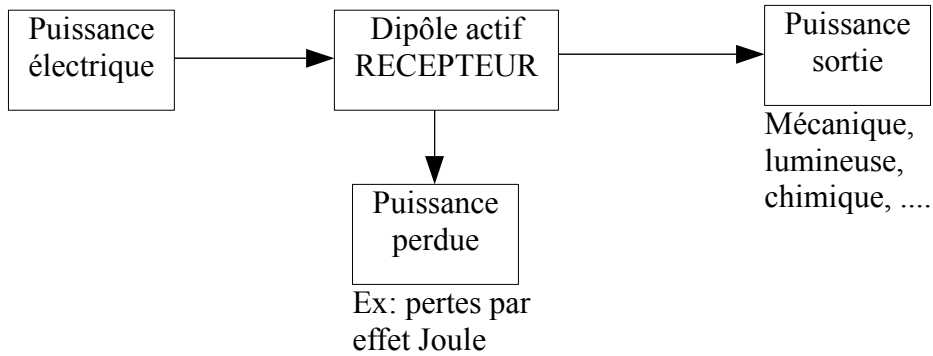 Puissance
électrique
Dipôle actif
RECEPTEUR
Puissance
sortie
Mécanique,
lumineuse,
chimique, ....
Puissance
perdue
Ex: pertes par
effet Joule